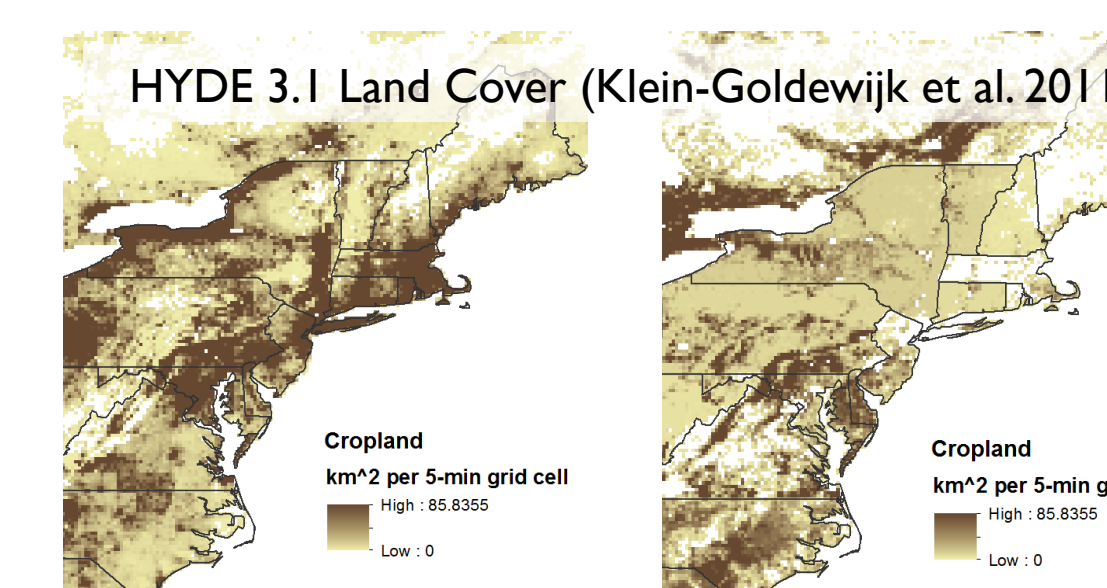 HYDE 3.1 Land Cover (Klein-Goldewijk et al. 2011
Cropland
km^2 per 5-min grid cell
High : 85.8355
Low : 0
Cropland
km^2 per 5-min g
High : 85.8355
Low : 0